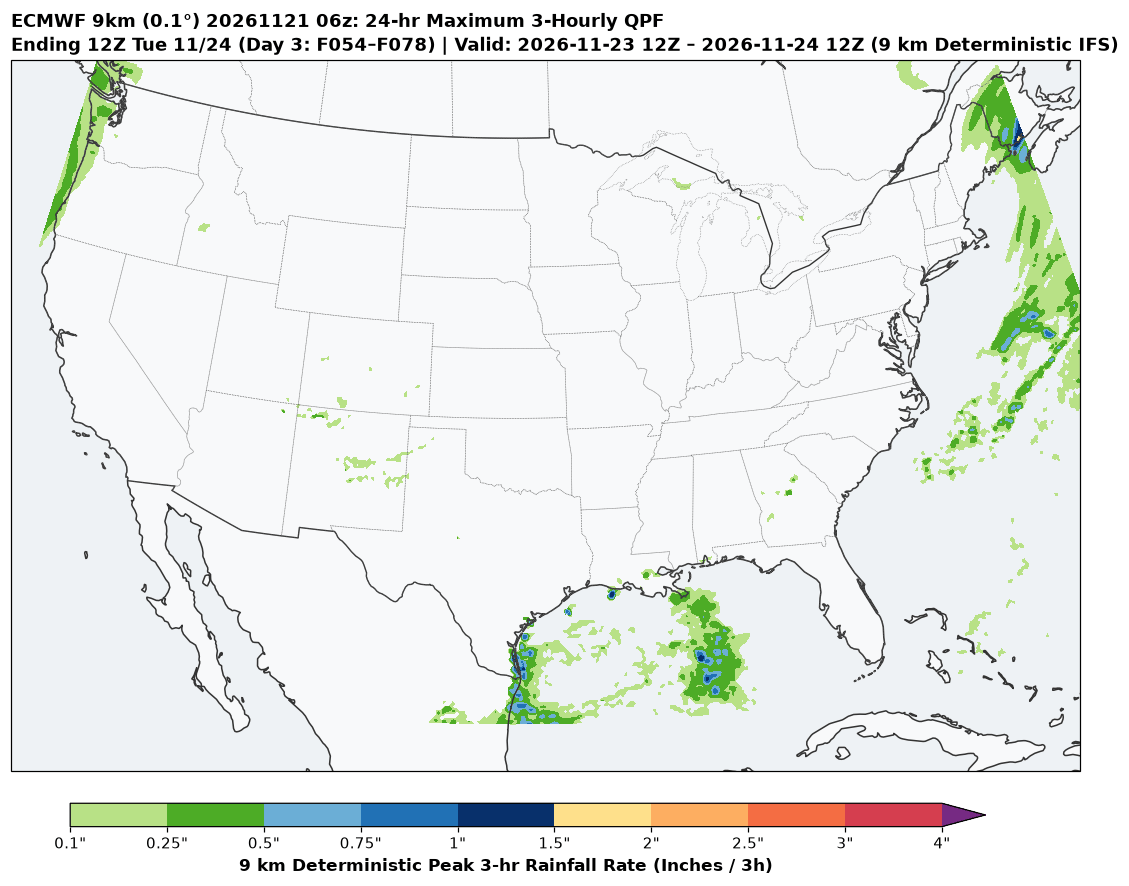 ECMWF 9km (0.1°) 20261121 06z: 24-hr Maximum 3-Hourly QPF
Ending 12Z Tue 11/24 (Day 3: F054–F078) | Valid: 2026-11-23 12Z – 2026-11-24 12Z (9 km Deterministic IFS)
0.1" 0.25" 0.5" 0.75" 1" 1.5" 2" 2.5" 3" 4"
9 km Deterministic Peak 3-hr Rainfall Rate (Inches / 3h)